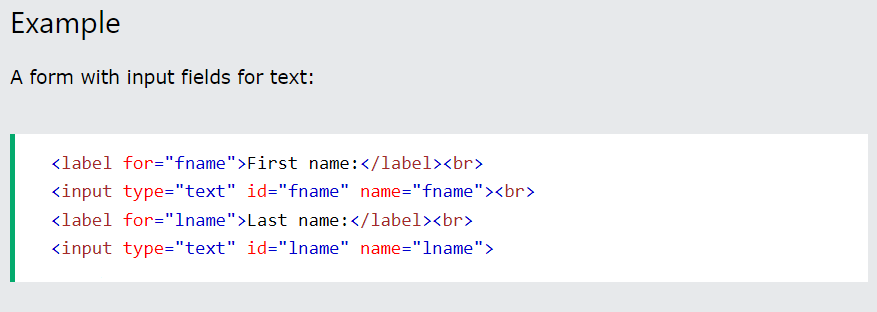 Example
A form with input fields for text:
<label for="fname">First name:</label><br>
<input type="text" id="fname" name="fname"><br>
<label for="lname">Last name:</label><br>
<input type="text" id="lname" name="lname">